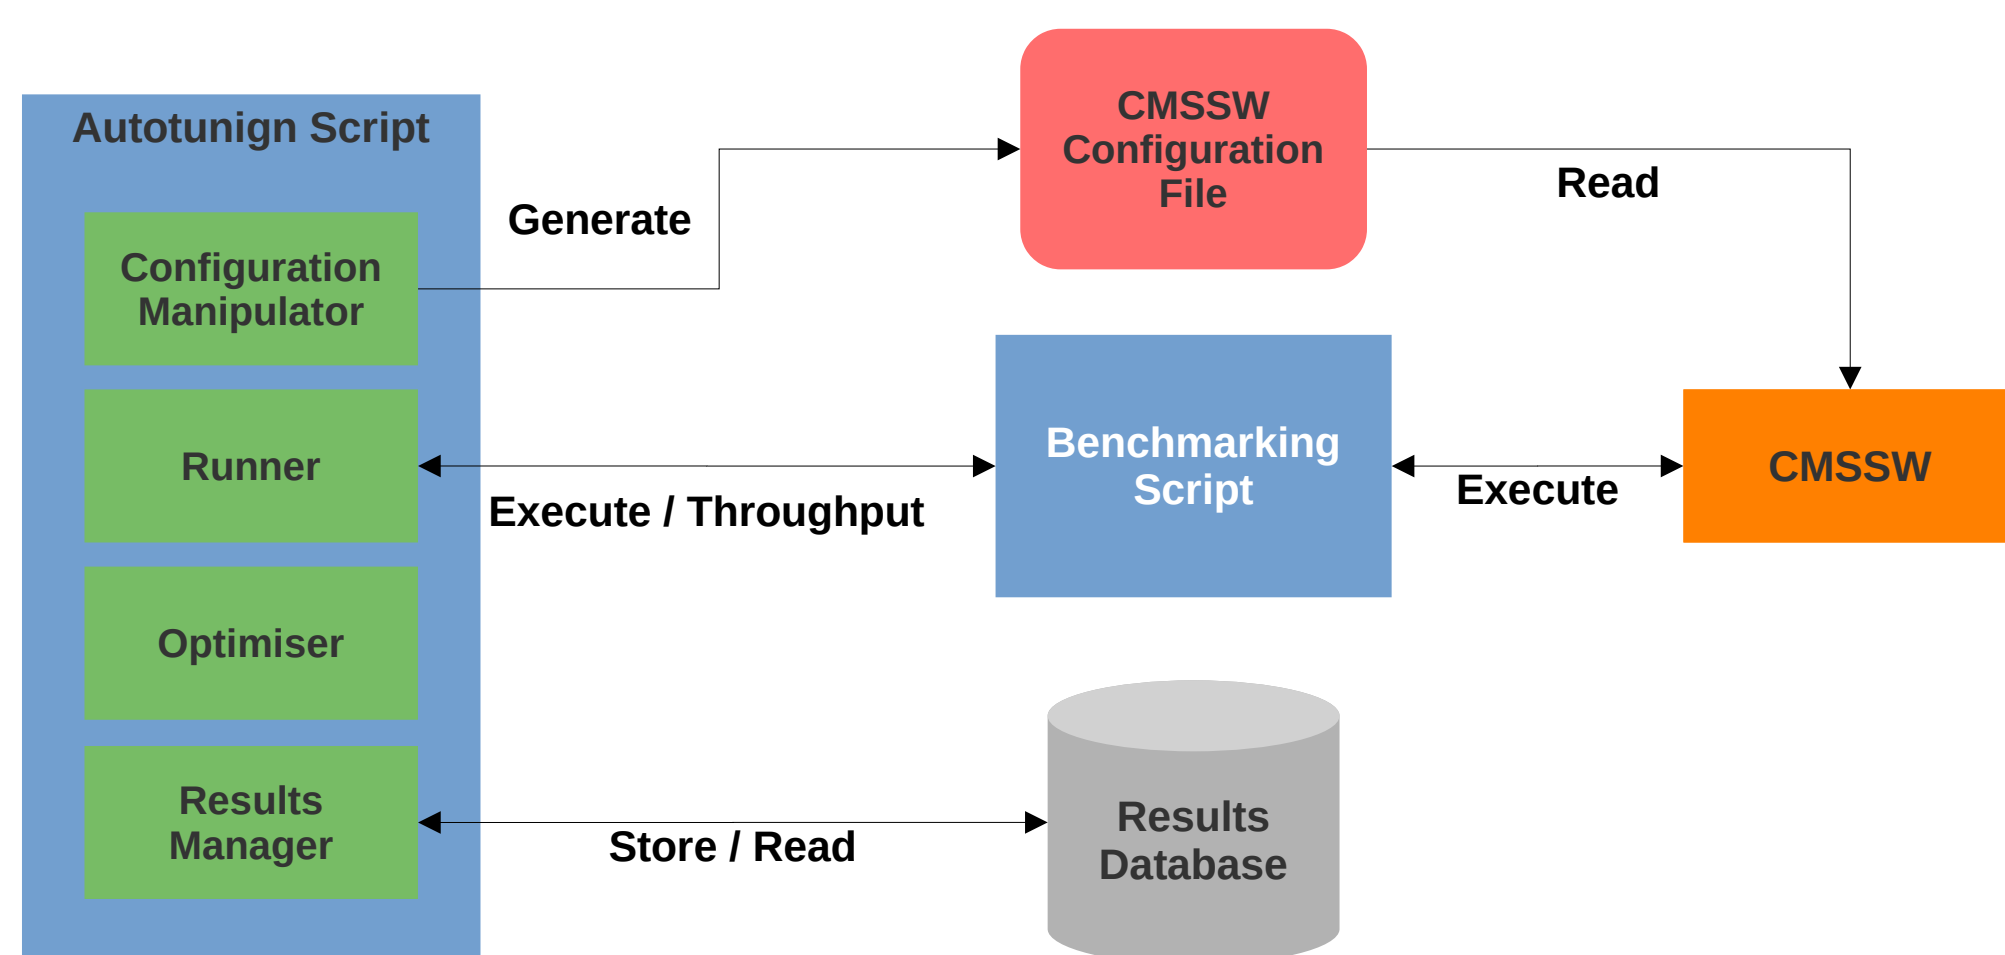 Autotunign Script
Configuration
Manipulator
Runner
Optimiser
Results
Manager
Generate
Execute / Throughput
Store / Read
CMSSW
Configuration
File
Benchmarking
Script
Results
Database
Read
Execute
CMSSW